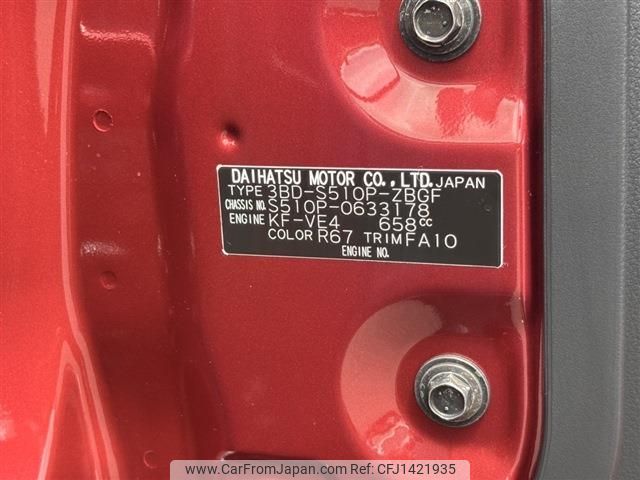 DAIHATSU MOTOR CO., LTD. JAPAN
TYPE 3BD-S510P-ZBGF
CHASSIS NO. S510P-0633178
ENGINE KF-VE4 658cc
COLOR R67 TRIM FA10
ENGINE NO.
www.CarFromJapan.com | Ref No: CFJ1421935